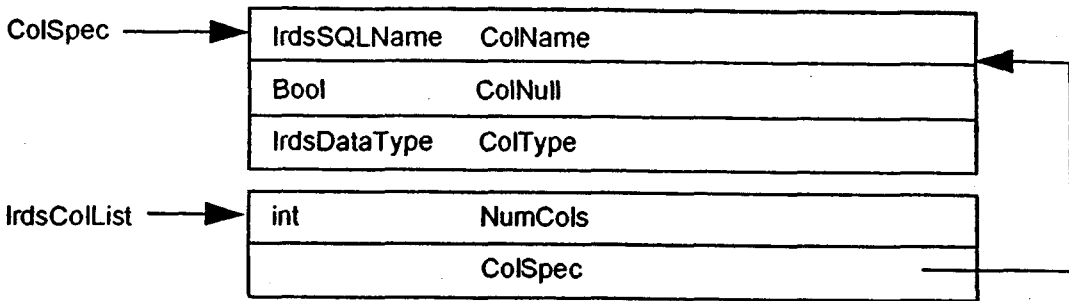 ColSpec IrdsSQLName ColName
Bool ColNull
IrdsDataType ColType
IrdsColList int NumCols
ColSpec